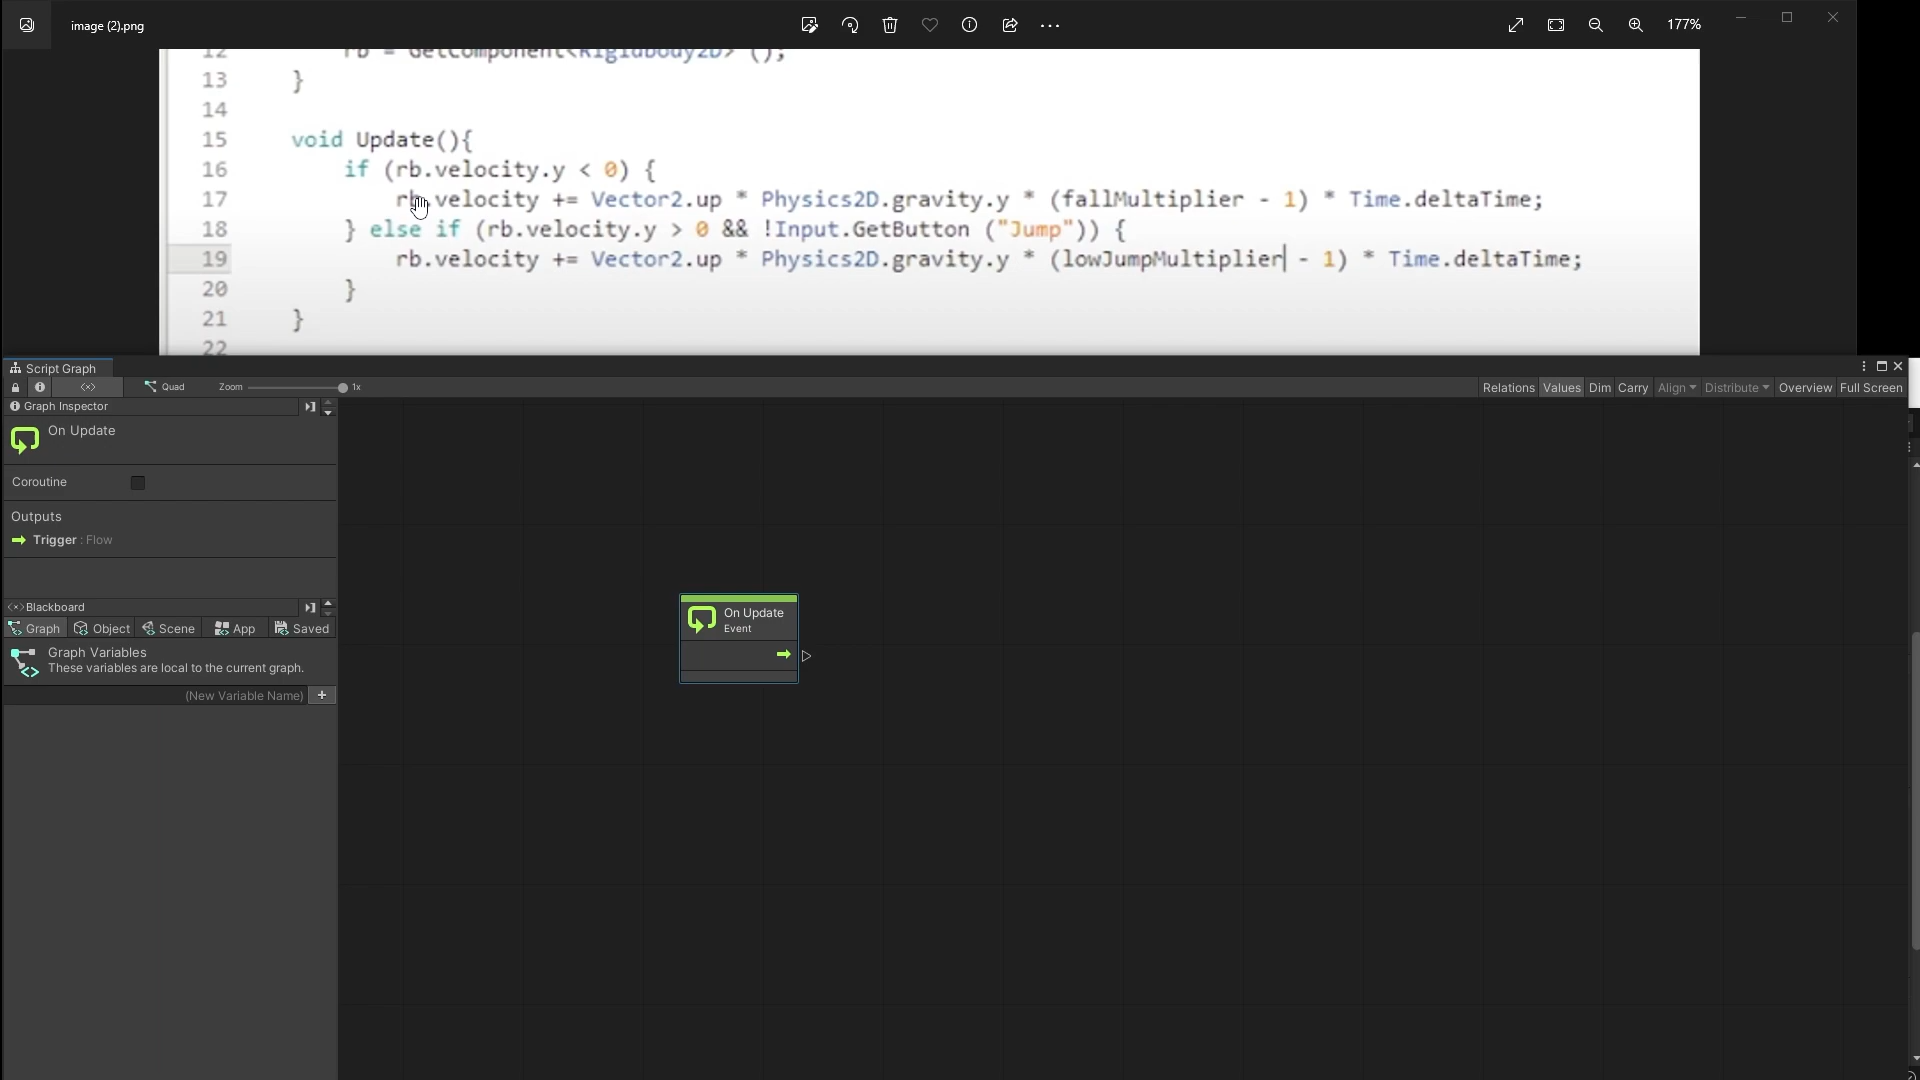 image (2).png
177%
12 rb = GetComponent<Rigidbody2D> ();
13 }
14
15 void Update(){
16 if (rb.velocity.y < 0) {
17 rb.velocity += Vector2.up * Physics2D.gravity.y * (fallMultiplier - 1) * Time.deltaTime;
18 } else if (rb.velocity.y > 0 && !Input.GetButton ("Jump")) {
19 rb.velocity += Vector2.up * Physics2D.gravity.y * (lowJumpMultiplier - 1) * Time.deltaTime;
20 }
21 }
22
Script Graph
Quad Zoom 1x Relations Values Dim Carry Align Distribute Overview Full Screen
Graph Inspector
On Update
Coroutine
Outputs
Trigger : Flow
Blackboard
Graph Object Scene App Saved
Graph Variables
These variables are local to the current graph.
(New Variable Name) +
On Update
Event